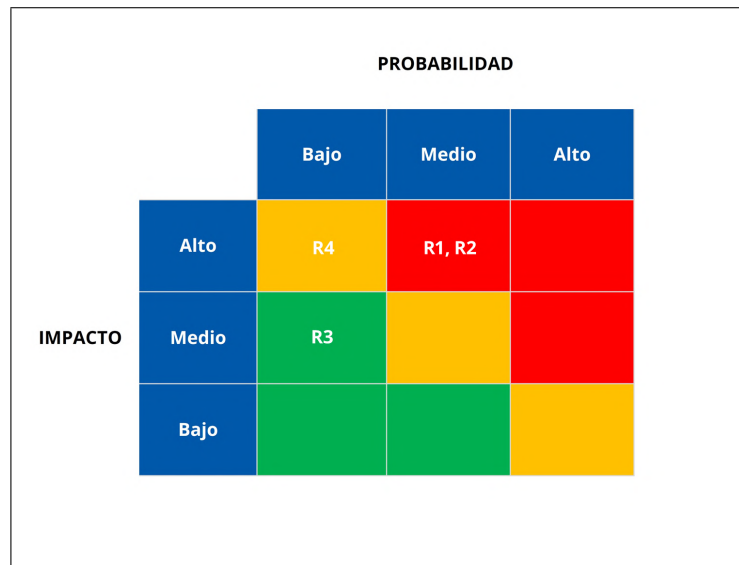 PROBABILIDAD
Bajo Medio Alto
Alto R4 R1, R2
IMPACTO Medio R3
Bajo